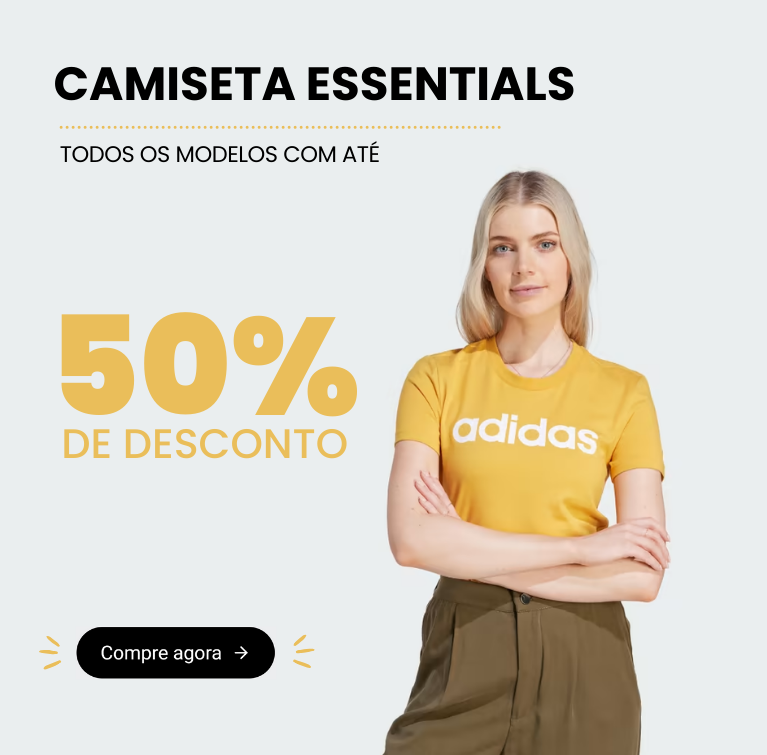 CAMISETA ESSENTIALS
TODOS OS MODELOS COM ATÉ
50%
DE DESCONTO
adidas
Compre agora →